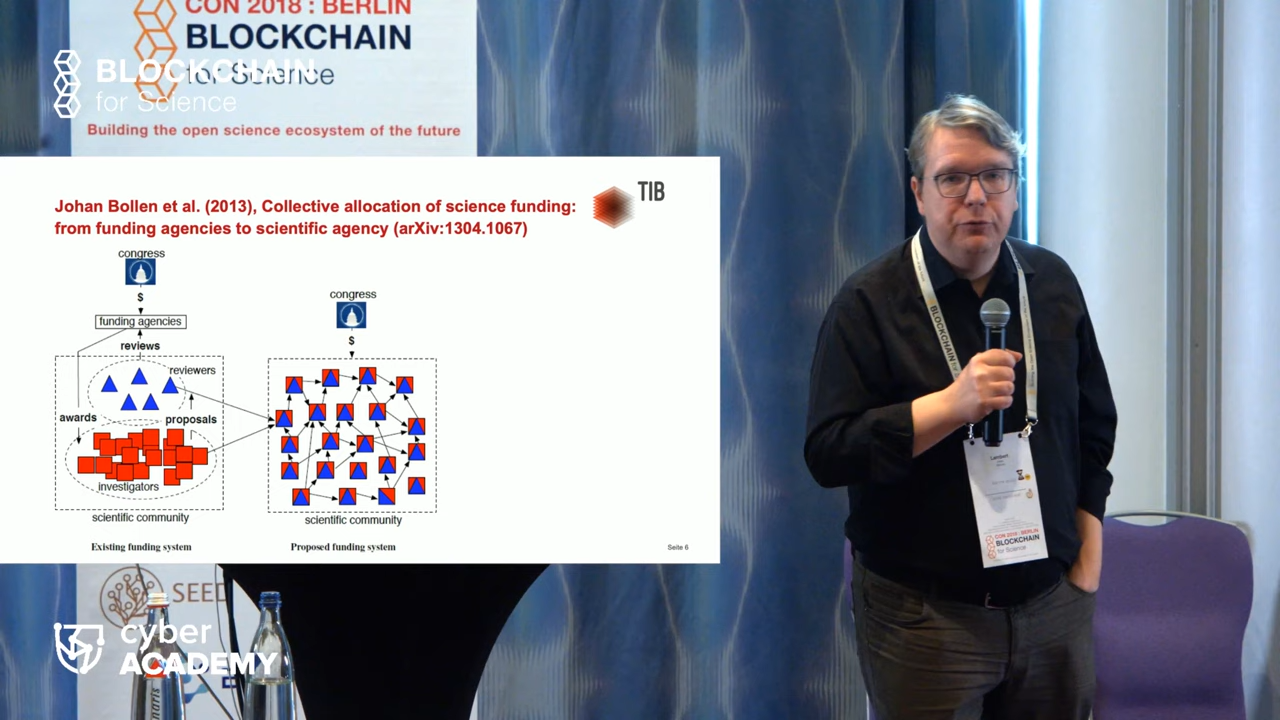 CON 2018 : BERLIN
BLOCKCHAIN
for Science
Building the open science ecosystem of the future
BLOCKCHAIN
for Science
TIB
Johan Bollen et al. (2013), Collective allocation of science funding:
from funding agencies to scientific agency (arXiv:1304.1067)
congress
$
funding agencies
reviews
reviewers
awards
proposals
investigators
scientific community
Existing funding system
congress
$
scientific community
Proposed funding system
Seite 6
SEED
cyber
ACADEMY
BLOCKCHAIN
Lambert
CON 2018 : BERLIN
BLOCKCHAIN
for Science